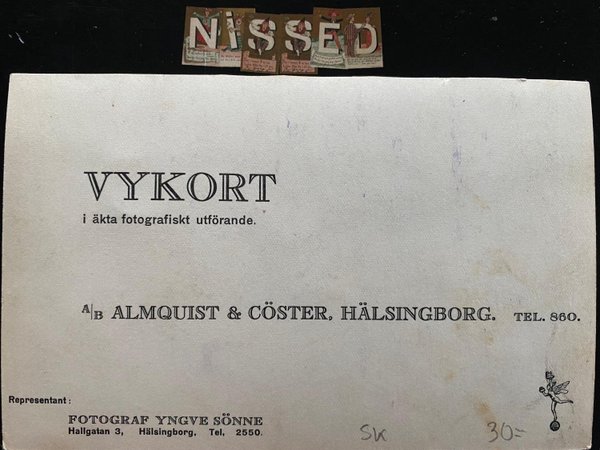 NiSSED
VYKORT
i äkta fotografiskt utförande.
A/B ALMQUIST & CÖSTER, HÄLSINGBORG. TEL. 860.
Representant:
FOTOGRAF YNGVE SÖNNE
Hallgatan 3, Hälsingborg. Tel. 2550.
SK 30:-